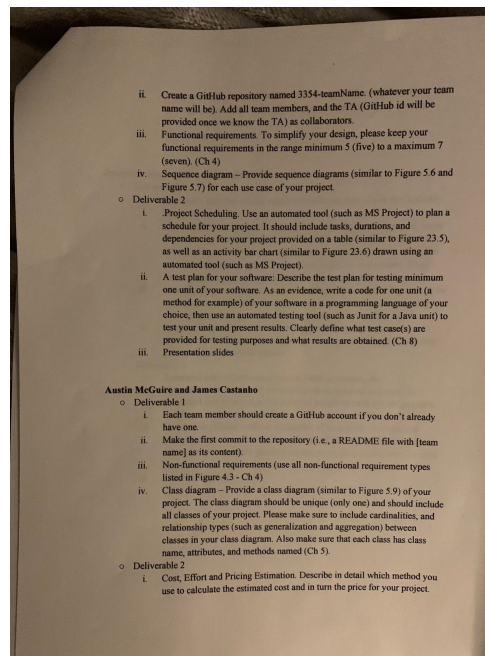 ii. Create a GitHub repository named 3354-teamName. (whatever your team
name will be). Add all team members, and the TA (GitHub id will be
provided once we know the TA) as collaborators.
iii. Functional requirements. To simplify your design, please keep your
functional requirements in the range minimum 5 (five) to a maximum 7
(seven). (Ch 4)
iv. Sequence diagram – Provide sequence diagrams (similar to Figure 5.6 and
Figure 5.7) for each use case of your project.
o Deliverable 2
i. .Project Scheduling. Use an automated tool (such as MS Project) to plan a
schedule for your project. It should include tasks, durations, and
dependencies for your project provided on a table (similar to Figure 23.5),
as well as an activity bar chart (similar to Figure 23.6) drawn using an
automated tool (such as MS Project).
ii. A test plan for your software: Describe the test plan for testing minimum
one unit of your software. As an evidence, write a code for one unit (a
method for example) of your software in a programming language of your
choice, then use an automated testing tool (such as Junit for a Java unit) to
test your unit and present results. Clearly define what test case(s) are
provided for testing purposes and what results are obtained. (Ch 8)
iii. Presentation slides
Austin McGuire and James Castanho
o Deliverable 1
i. Each team member should create a GitHub account if you don't already
have one.
ii. Make the first commit to the repository (i.e., a README file with [team
name] as its content).
iii. Non-functional requirements (use all non-functional requirement types
listed in Figure 4.3 - Ch 4)
iv. Class diagram – Provide a class diagram (similar to Figure 5.9) of your
project. The class diagram should be unique (only one) and should include
all classes of your project. Please make sure to include cardinalities, and
relationship types (such as generalization and aggregation) between
classes in your class diagram. Also make sure that each class has class
name, attributes, and methods named (Ch 5).
o Deliverable 2
i. Cost, Effort and Pricing Estimation. Describe in detail which method you
use to calculate the estimated cost and in turn the price for your project.